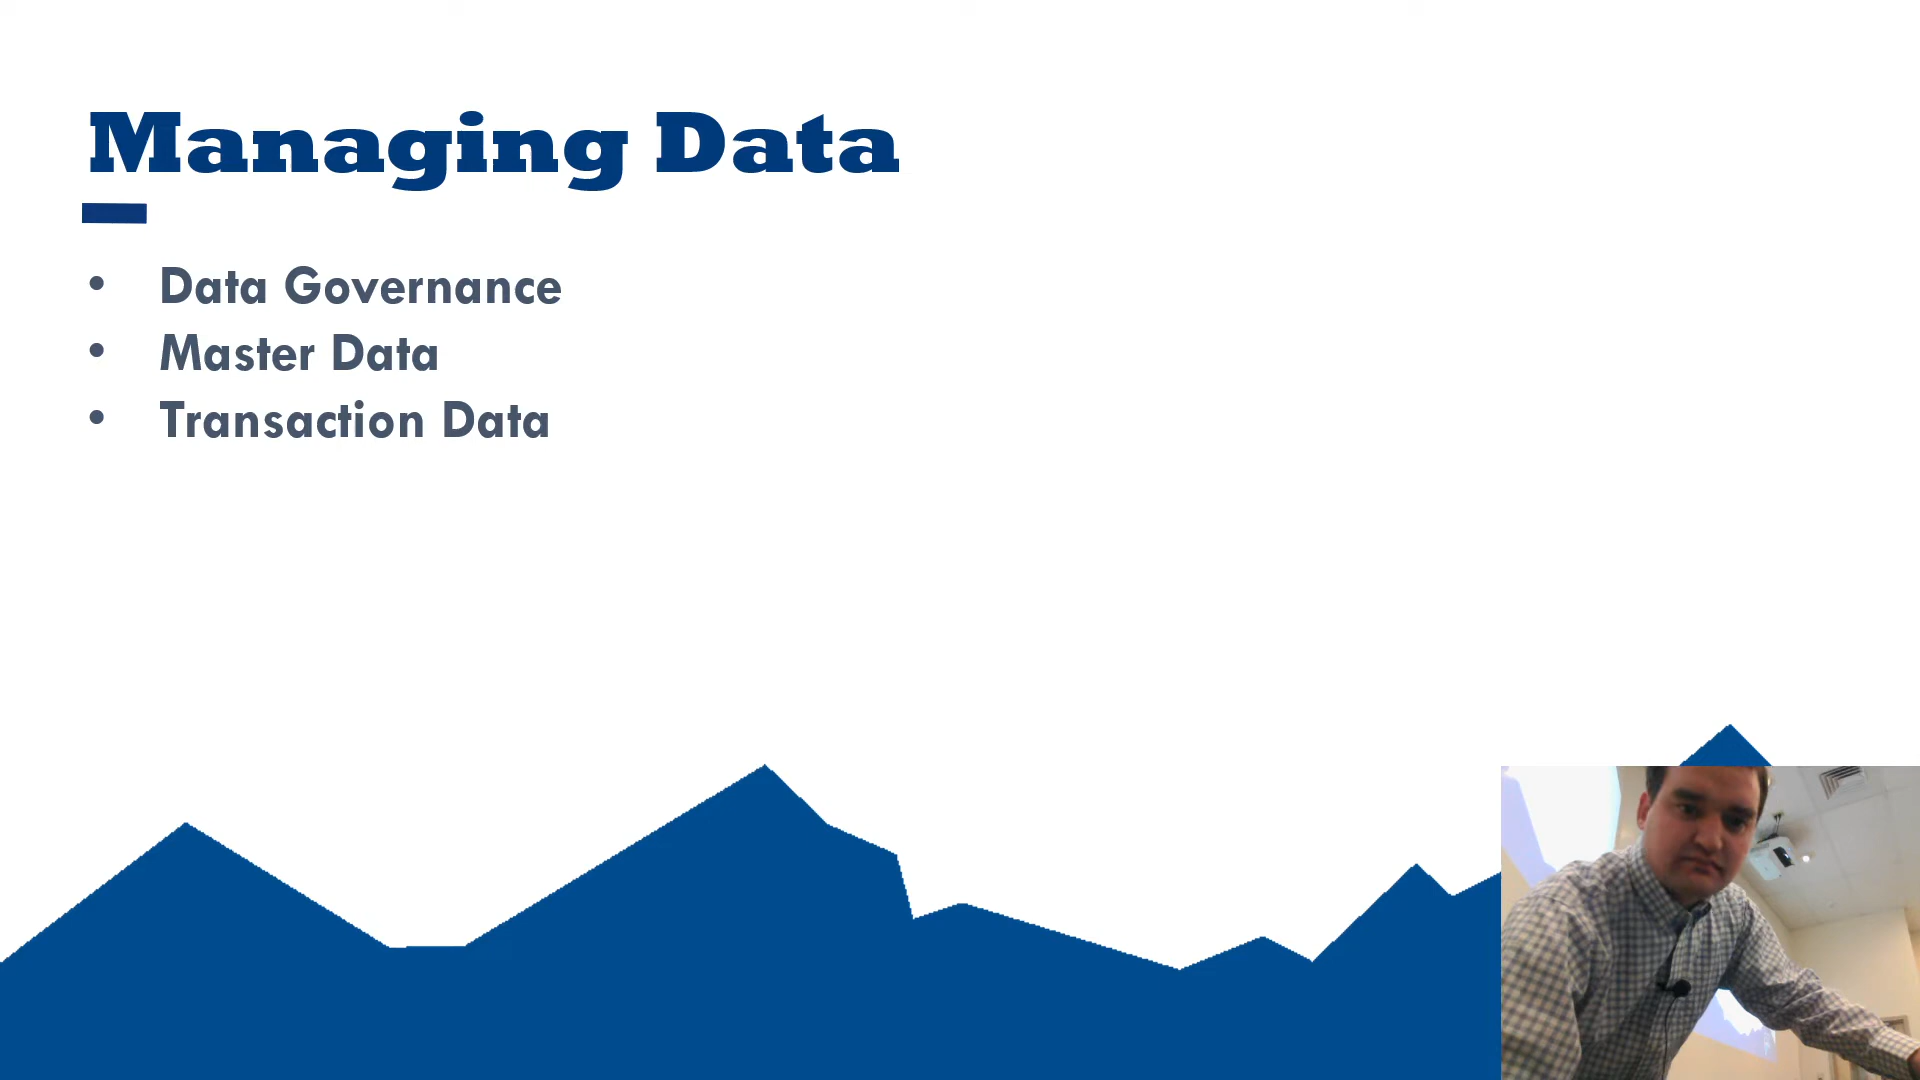 Managing Data
• Data Governance
• Master Data
• Transaction Data